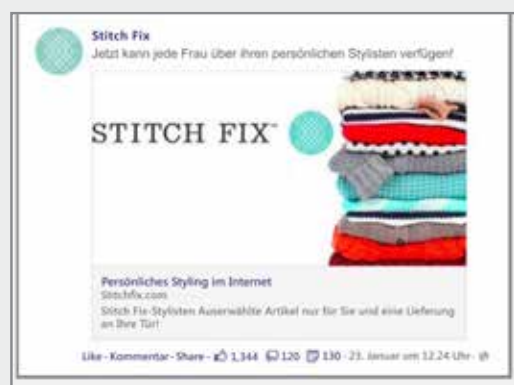 Stitch Fix
Jetzt kann jede Frau über ihren persönlichen Stylisten verfügen!
STITCH FIX™
Persönliches Styling im Internet
Stitchfix.com
Stitch Fix-Stylisten Auserwählte Artikel nur für Sie und eine Lieferung
an Ihre Tür!
Like · Kommentar · Share · 1,344 120 130 · 23. Januar um 12.24 Uhr ·